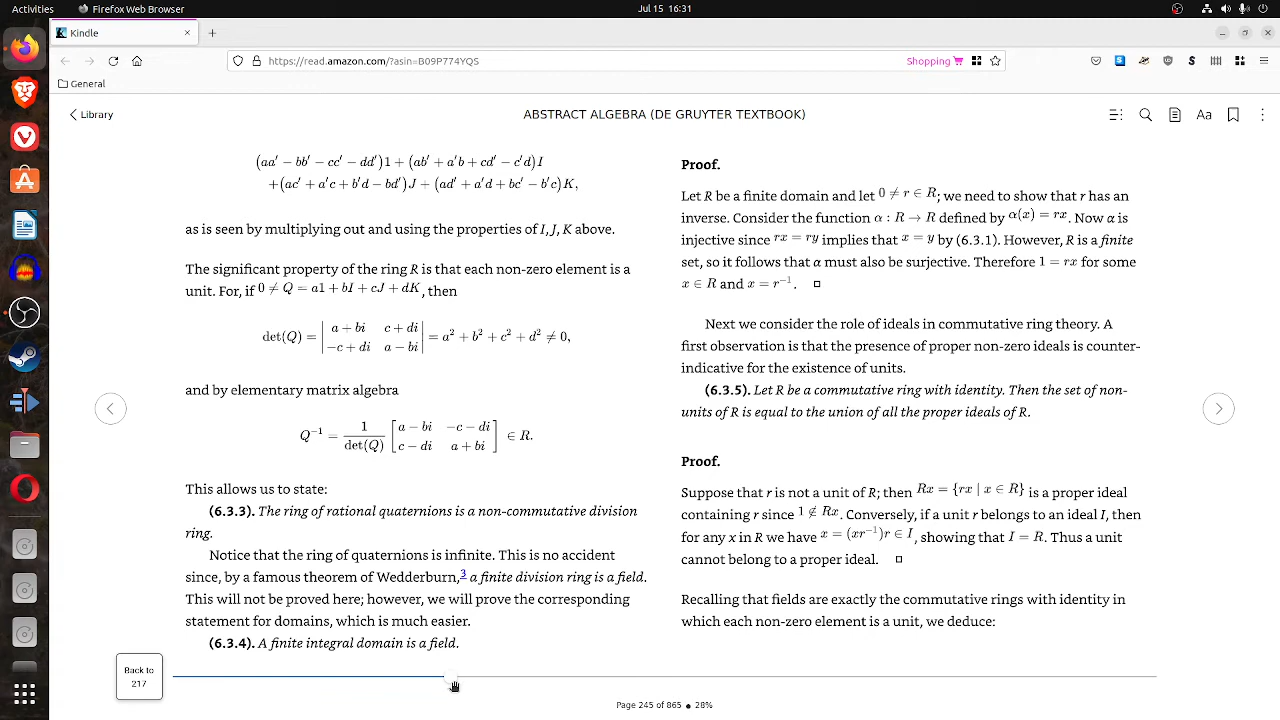 Activities Firefox Web Browser Jul 15 16:31
Kindle
https://read.amazon.com/?asin=B09P774YQS Shopping
General
Library ABSTRACT ALGEBRA (DE GRUYTER TEXTBOOK)
(aa′ − bb′ − cc′ − dd′)1 + (ab′ + a′b + cd′ − c′d)I
+(ac′ + a′c + b′d − bd′)J + (ad′ + a′d + bc′ − b′c)K,
as is seen by multiplying out and using the properties of I, J, K above.
The significant property of the ring R is that each non-zero element is a
unit. For, if 0 ≠ Q = a1 + bI + cJ + dK, then
det(Q) = | a + bi c + di −c + di a − bi | = a² + b² + c² + d² ≠ 0,
and by elementary matrix algebra
Q⁻¹ = 1/det(Q) [ a − bi −c − di c − di a + bi ] ∈ R.
This allows us to state:
(6.3.3). The ring of rational quaternions is a non-commutative division
ring.
Notice that the ring of quaternions is infinite. This is no accident
since, by a famous theorem of Wedderburn,³ a finite division ring is a field.
This will not be proved here; however, we will prove the corresponding
statement for domains, which is much easier.
(6.3.4). A finite integral domain is a field.
Proof.
Let R be a finite domain and let 0 ≠ r ∈ R; we need to show that r has an
inverse. Consider the function α : R → R defined by α(x) = rx. Now α is
injective since rx = ry implies that x = y by (6.3.1). However, R is a finite
set, so it follows that α must also be surjective. Therefore 1 = rx for some
x ∈ R and x = r⁻¹. □
Next we consider the role of ideals in commutative ring theory. A
first observation is that the presence of proper non-zero ideals is counter-
indicative for the existence of units.
(6.3.5). Let R be a commutative ring with identity. Then the set of non-
units of R is equal to the union of all the proper ideals of R.
Proof.
Suppose that r is not a unit of R; then Rx = {rx | x ∈ R} is a proper ideal
containing r since 1 ∉ Rx. Conversely, if a unit r belongs to an ideal I, then
for any x in R we have x = (xr⁻¹)r ∈ I, showing that I = R. Thus a unit
cannot belong to a proper ideal. □
Recalling that fields are exactly the commutative rings with identity in
which each non-zero element is a unit, we deduce:
Back to
217
Page 245 of 865 ● 28%
Aa